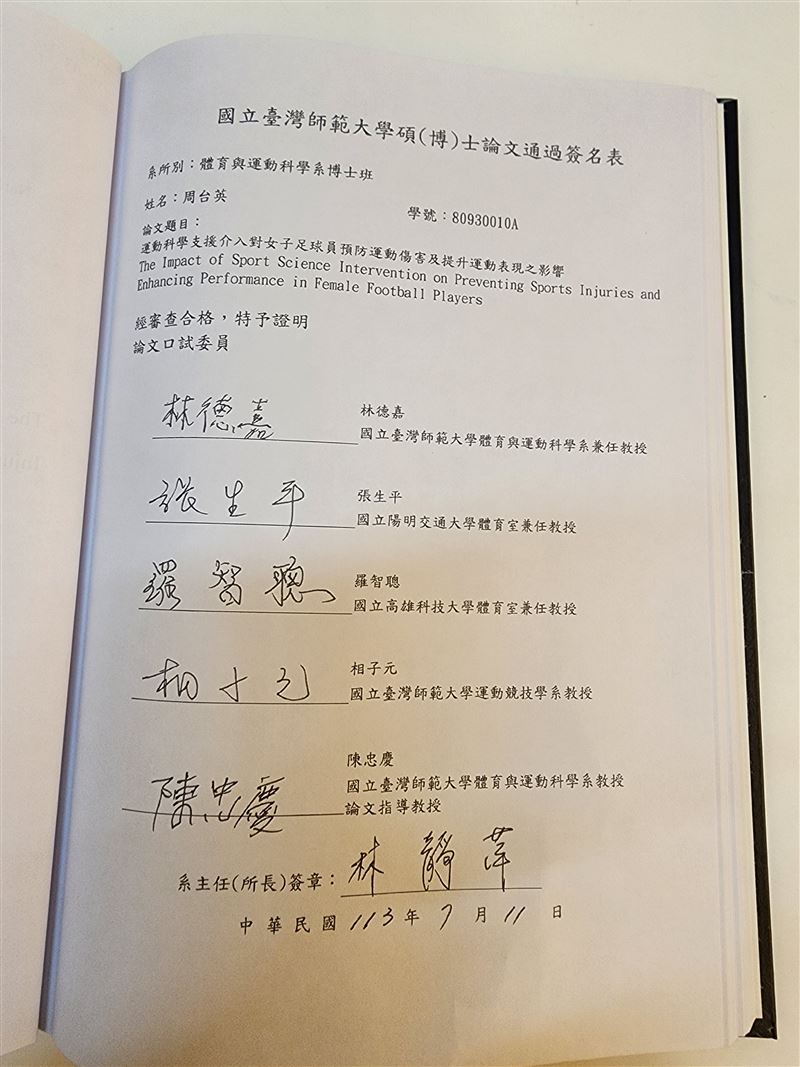 國立臺灣師範大學碩(博)士論文通過簽名表
系所別：體育與運動科學系博士班
姓名：周台英
學號：80930010A
論文題目：
運動科學支援介入對女子足球員預防運動傷害及提升運動表現之影響
The Impact of Sport Science Intervention on Preventing Sports Injuries and
Enhancing Performance in Female Football Players
經審查合格，特予證明
論文口試委員
林德嘉
林德嘉
國立臺灣師範大學體育與運動科學系兼任教授
張生平
張生平
國立陽明交通大學體育室兼任教授
羅智聰
羅智聰
國立高雄科技大學體育室兼任教授
相子元
相子元
國立臺灣師範大學運動競技學系教授
陳忠慶
陳忠慶
國立臺灣師範大學體育與運動科學系教授
論文指導教授
系主任(所長)簽章：林靜萍
中華民國113年7月11日